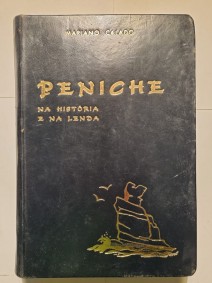 MARIANO CALADO
PENICHE
NA HISTÓRIA
E NA LENDA